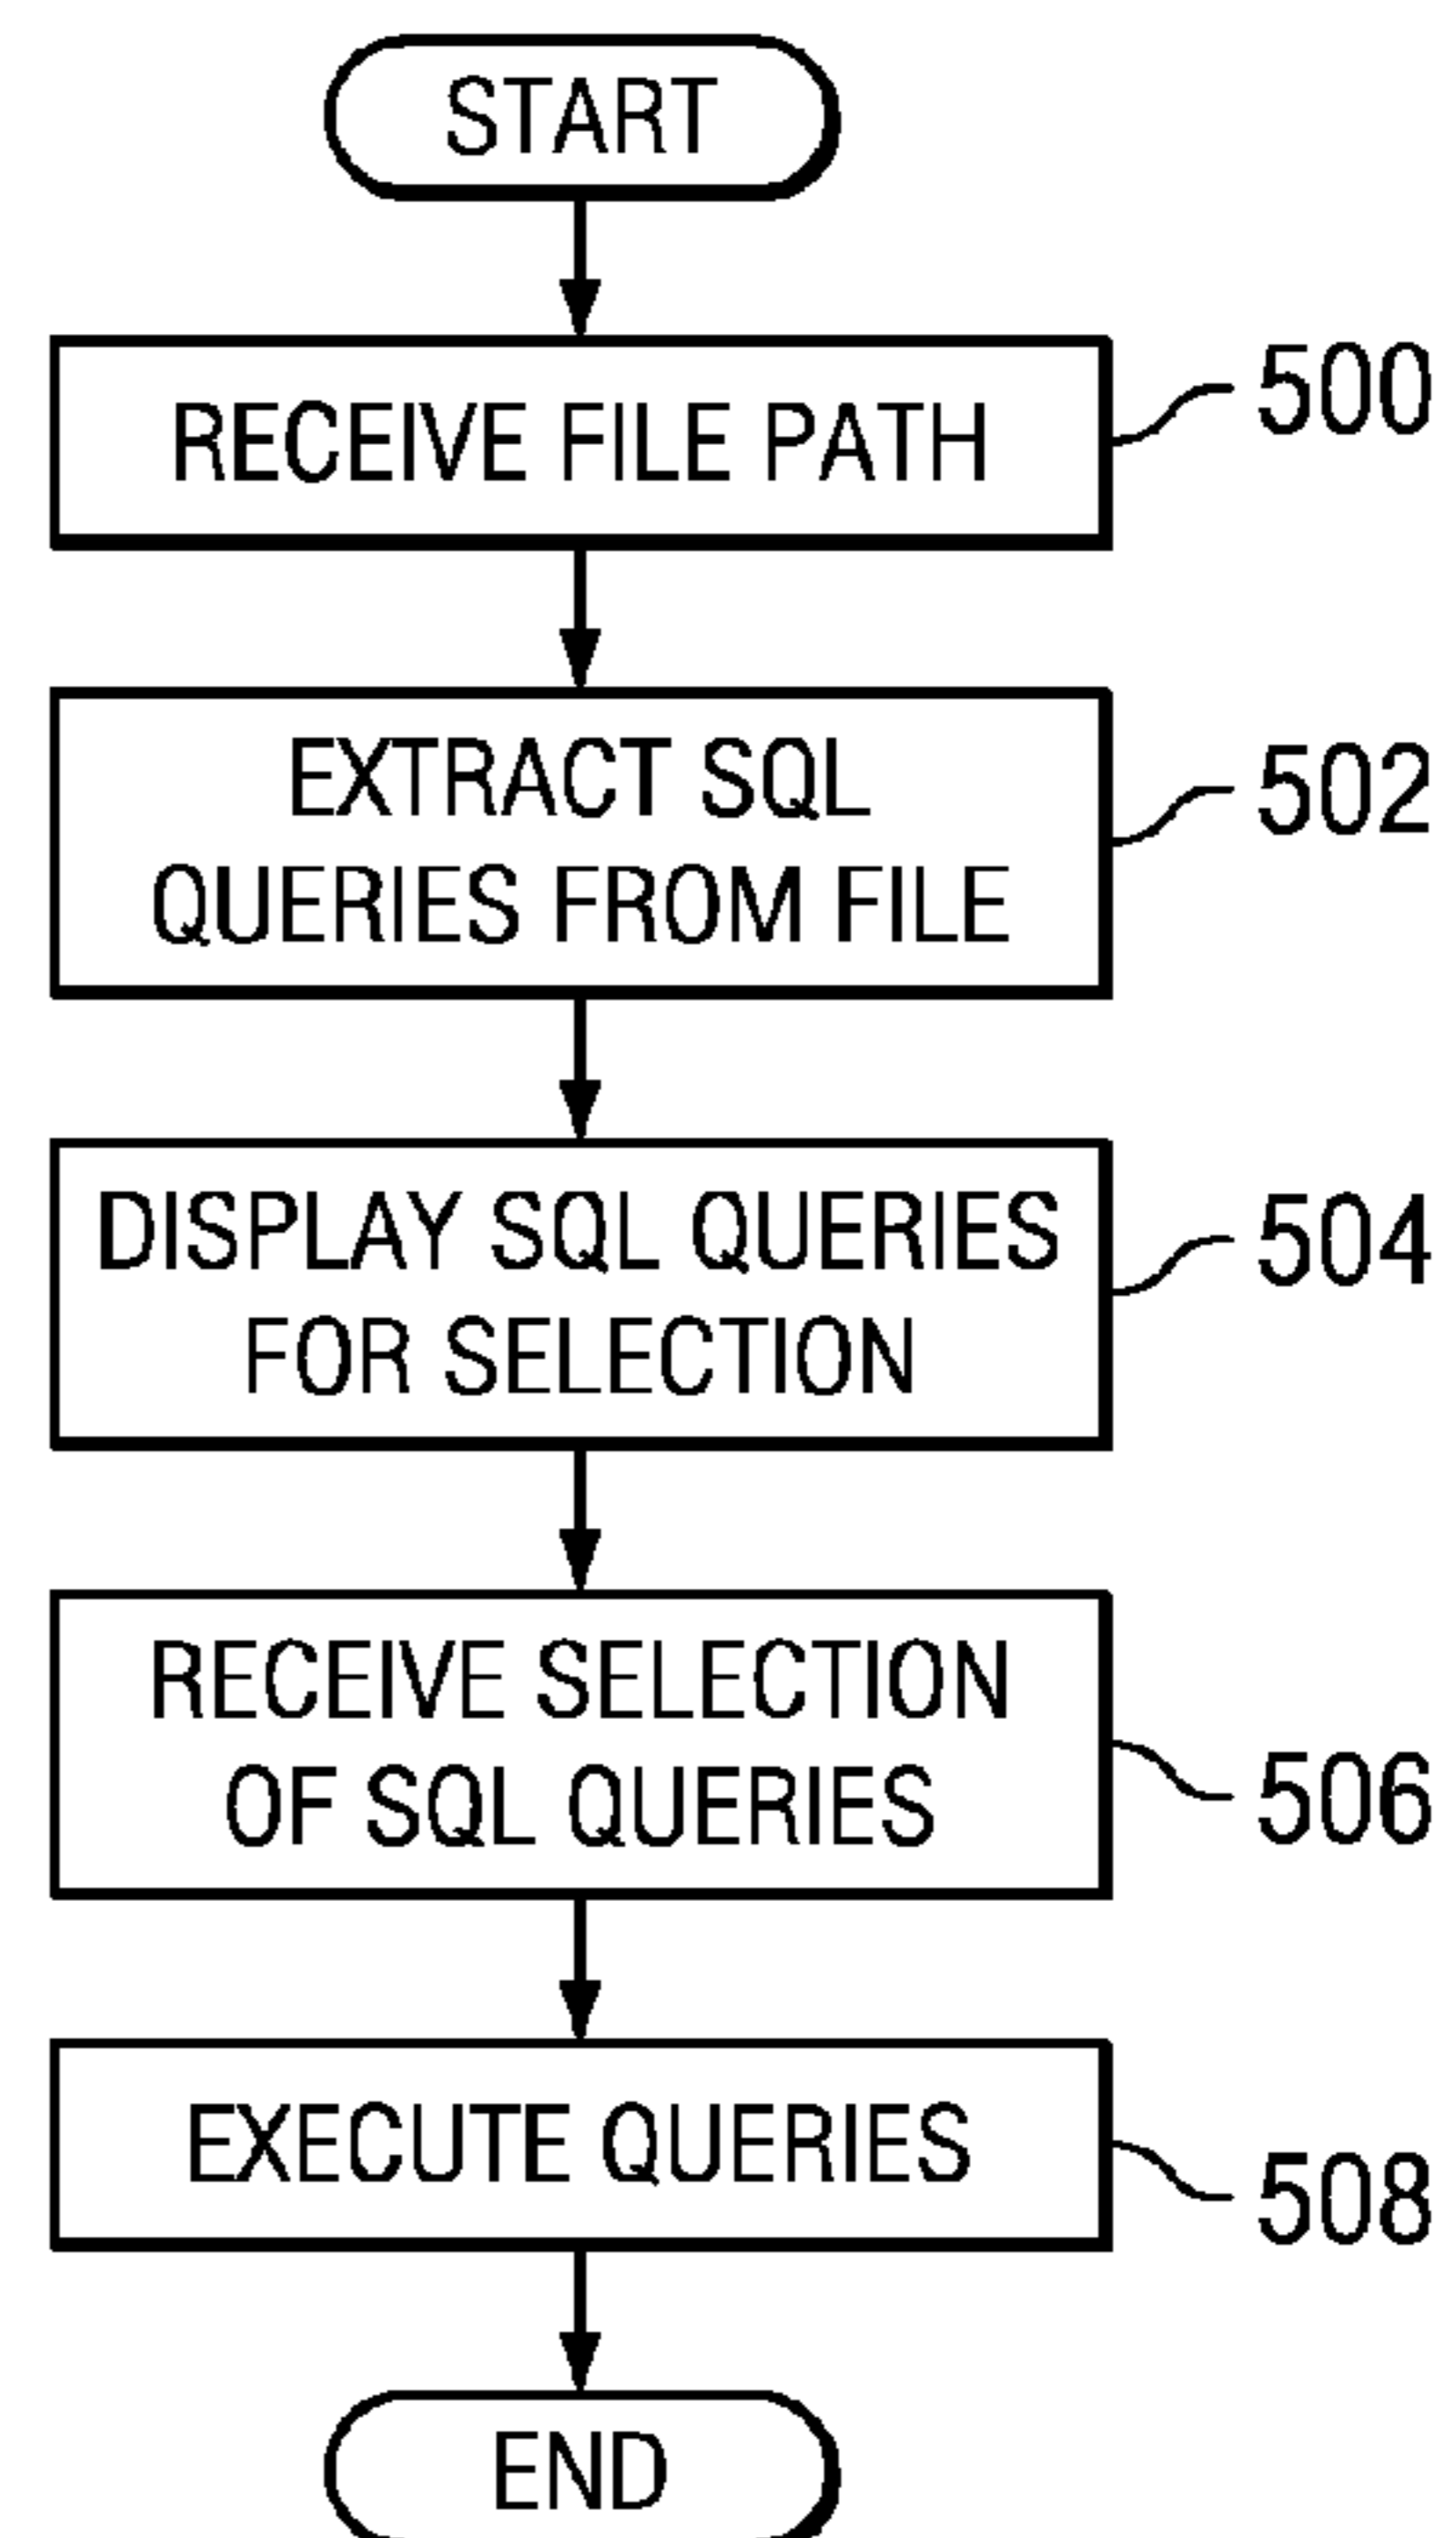 START
RECEIVE FILE PATH
500
EXTRACT SQL
QUERIES FROM FILE
502
DISPLAY SQL QUERIES
FOR SELECTION
504
RECEIVE SELECTION
OF SQL QUERIES
506
EXECUTE QUERIES
508
END